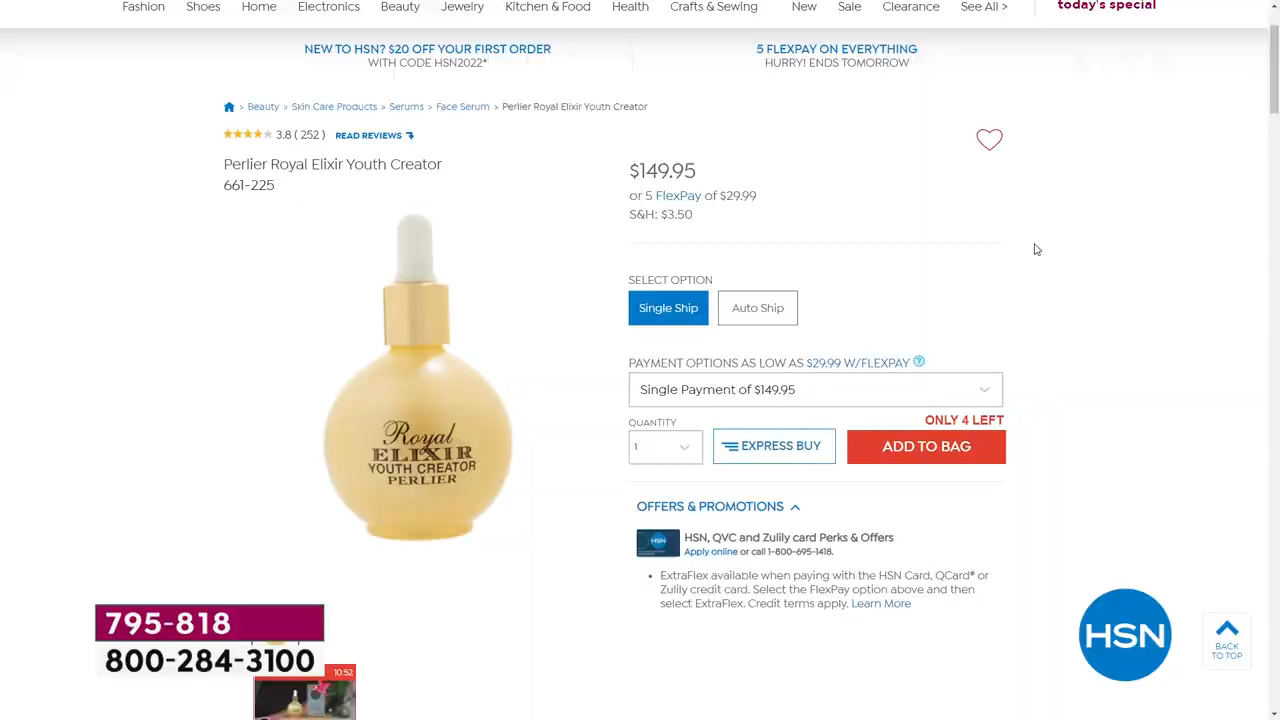 Fashion Shoes Home Electronics Beauty Jewelry Kitchen & Food Health Crafts & Sewing New Sale Clearance See All >
today's special
NEW TO HSN? $20 OFF YOUR FIRST ORDER
WITH CODE HSN2022*
5 FLEXPAY ON EVERYTHING
HURRY! ENDS TOMORROW
> Beauty > Skin Care Products > Serums > Face Serum > Perlier Royal Elixir Youth Creator
3.8 ( 252 ) READ REVIEWS
Perlier Royal Elixir Youth Creator
661-225
$149.95
or 5 FlexPay of $29.99
S&H: $3.50
SELECT OPTION
Single Ship Auto Ship
PAYMENT OPTIONS AS LOW AS $29.99 W/FLEXPAY ?
Single Payment of $149.95
ONLY 4 LEFT
QUANTITY
1
EXPRESS BUY
ADD TO BAG
Royal
ELIXIR
YOUTH CREATOR
PERLIER
OFFERS & PROMOTIONS
HSN
HSN, QVC and Zulily card Perks & Offers
Apply online or call 1-800-695-1418.
• ExtraFlex available when paying with the HSN Card, QCard® or
Zulily credit card. Select the FlexPay option above and then
select ExtraFlex. Credit terms apply. Learn More
795-818
800-284-3100
10:52
HSN
BACK
TO TOP